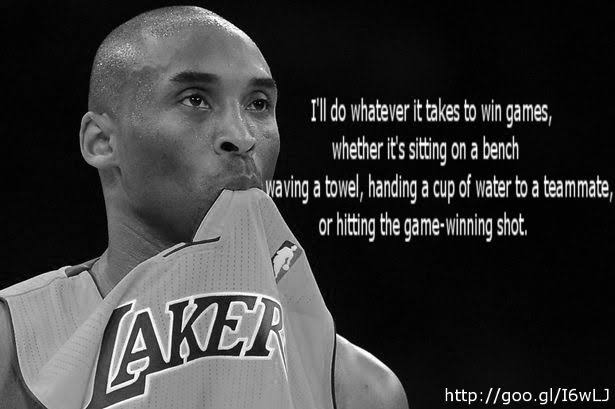 I'll do whatever it takes to win games,
whether it's sitting on a bench
waving a towel, handing a cup of water to a teammate,
or hitting the game-winning shot.
LAKER
http://goo.gl/I6wLJ